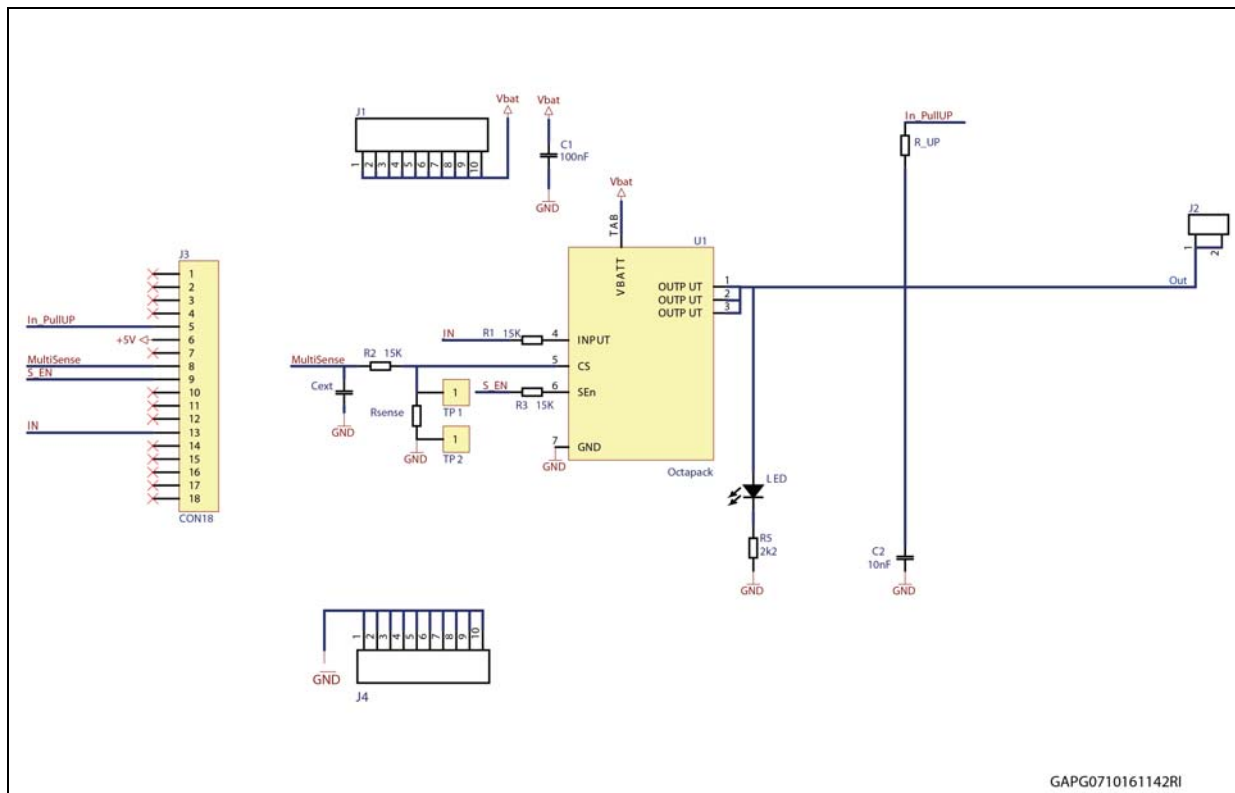 J1
1 2 3 4 5 6 7 8 9 10
Vbat
Vbat
C1
100nF
GND
In_PullUP
R_UP
Vbat
TAB
VBATT
U1
J2
1
2
Out
OUTP UT 1
OUTP UT 2
OUTP UT 3
IN R1 15K 4 INPUT
MultiSense R2 15K 5 CS
S_EN R3 15K 6 SEn
7 GND
GND
Octapack
Cext
GND
Rsense
GND
1
TP1
1
TP2
J3
1
2
3
4
In_PullUP 5
+5V 6
7
MultiSense 8
S_EN 9
10
11
12
IN 13
14
15
16
17
18
CON18
LED
R5
2k2
GND
C2
10nF
GND
1 2 3 4 5 6 7 8 9 10
GND
J4
GAPG0710161142RI